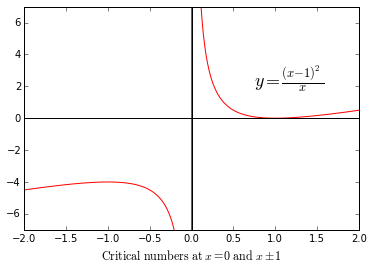 6
4
2
0
−2
−4
−6
y = (x−1)² / x
−2.0 −1.5 −1.0 −0.5 0.0 0.5 1.0 1.5 2.0
Critical numbers at x = 0 and x ± 1